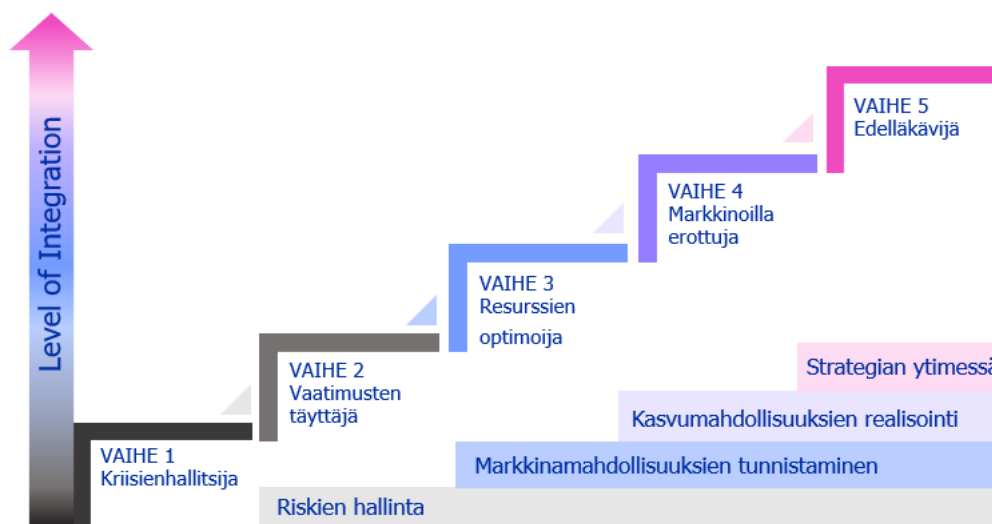 Level of Integration
VAIHE 1
Kriisienhallitsija
VAIHE 2
Vaatimusten
täyttäjä
VAIHE 3
Resurssien
optimoija
VAIHE 4
Markkinoilla
erottuja
VAIHE 5
Edelläkävijä
Strategian ytimessä
Kasvumahdollisuuksien realisointi
Markkinamahdollisuuksien tunnistaminen
Riskien hallinta